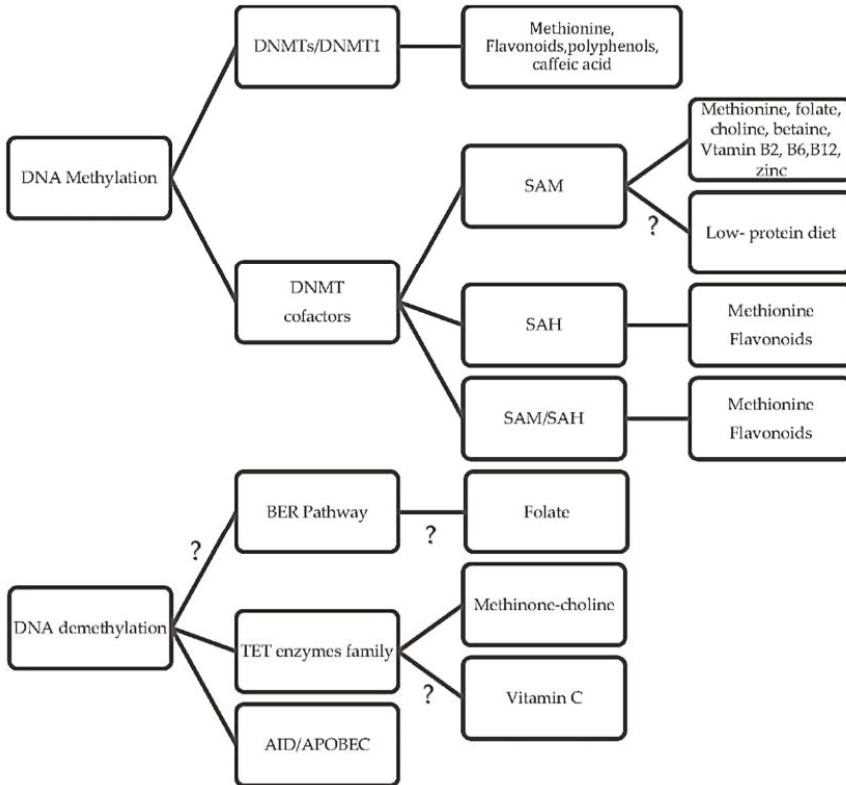 DNMTs/DNMT1
Methionine,
Flavonoids,polyphenols,
caffeic acid
DNA Methylation
SAM
Methionine, folate,
choline, betaine,
Vtamin B2, B6,B12,
zinc
?
Low- protein diet
DNMT
cofactors
SAH
Methionine
Flavonoids
SAM/SAH
Methionine
Flavonoids
DNA demethylation
?
BER Pathway
?
Folate
TET enzymes family
Methinone-choline
?
Vitamin C
AID/APOBEC